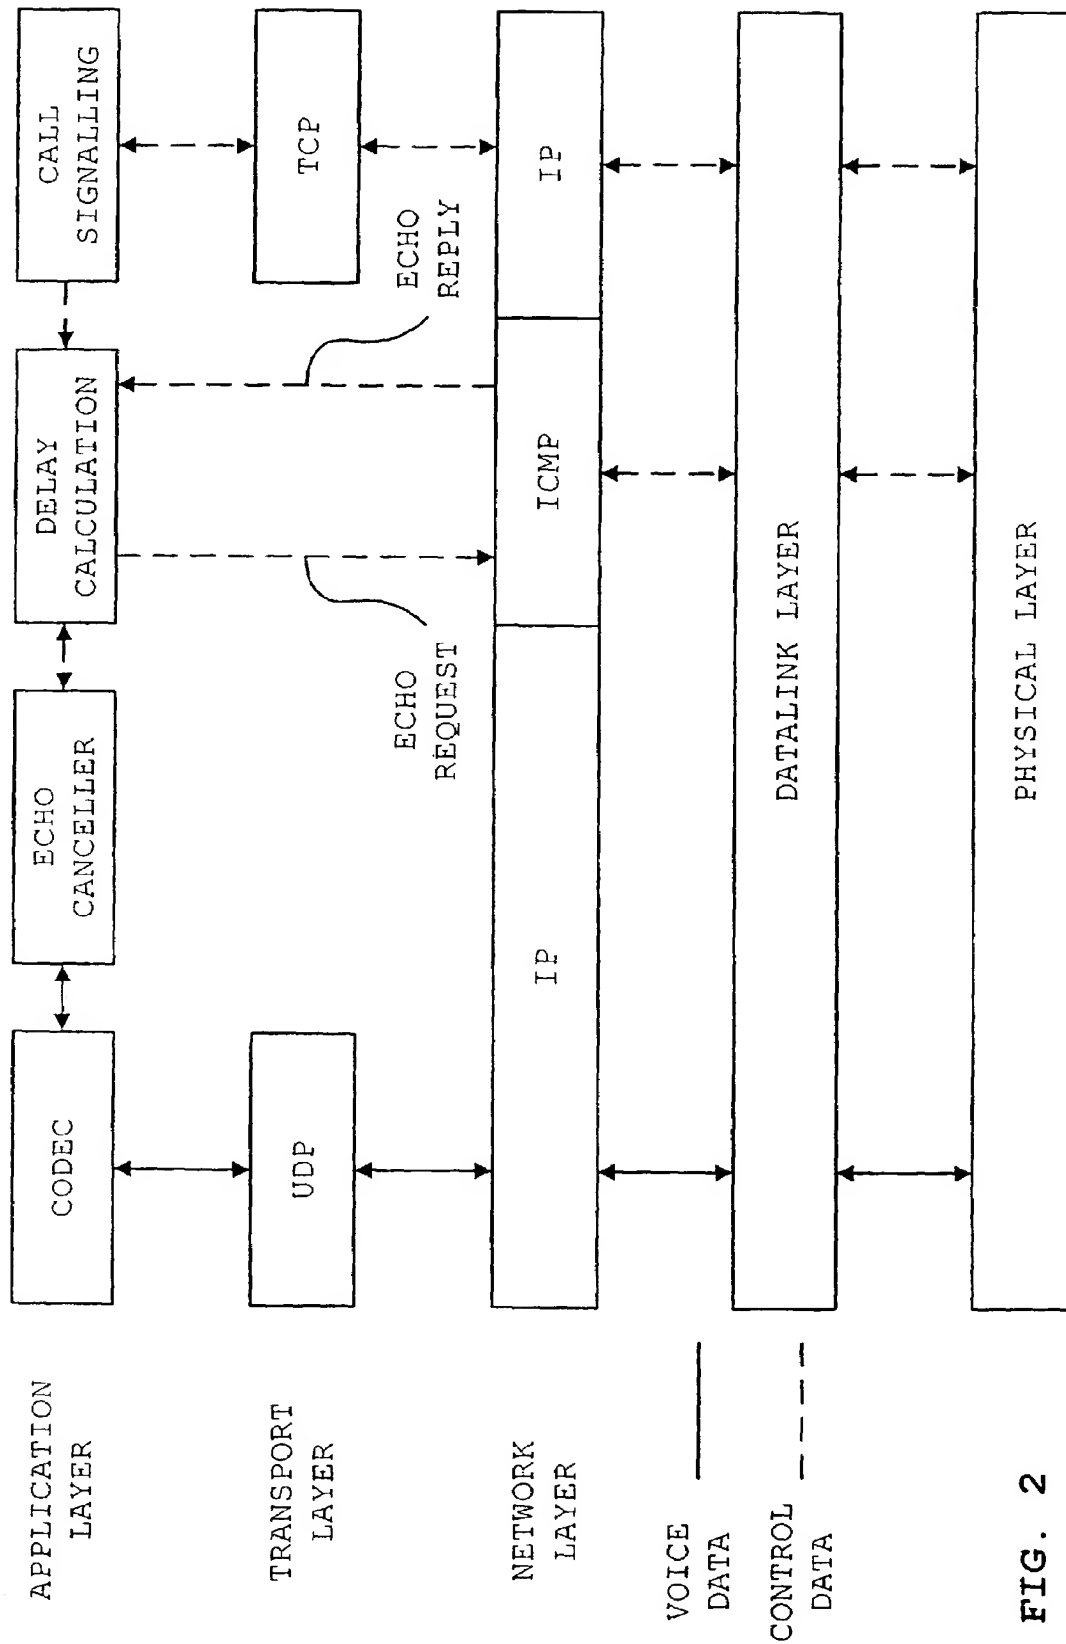 APPLICATION
LAYER
CODEC
ECHO
CANCELLER
DELAY
CALCULATION
CALL
SIGNALLING
TRANSPORT
LAYER
UDP
TCP
ECHO
REQUEST
ECHO
REPLY
NETWORK
LAYER
IP
ICMP
IP
VOICE
DATA
CONTROL
DATA
DATALINK LAYER
PHYSICAL LAYER
FIG. 2